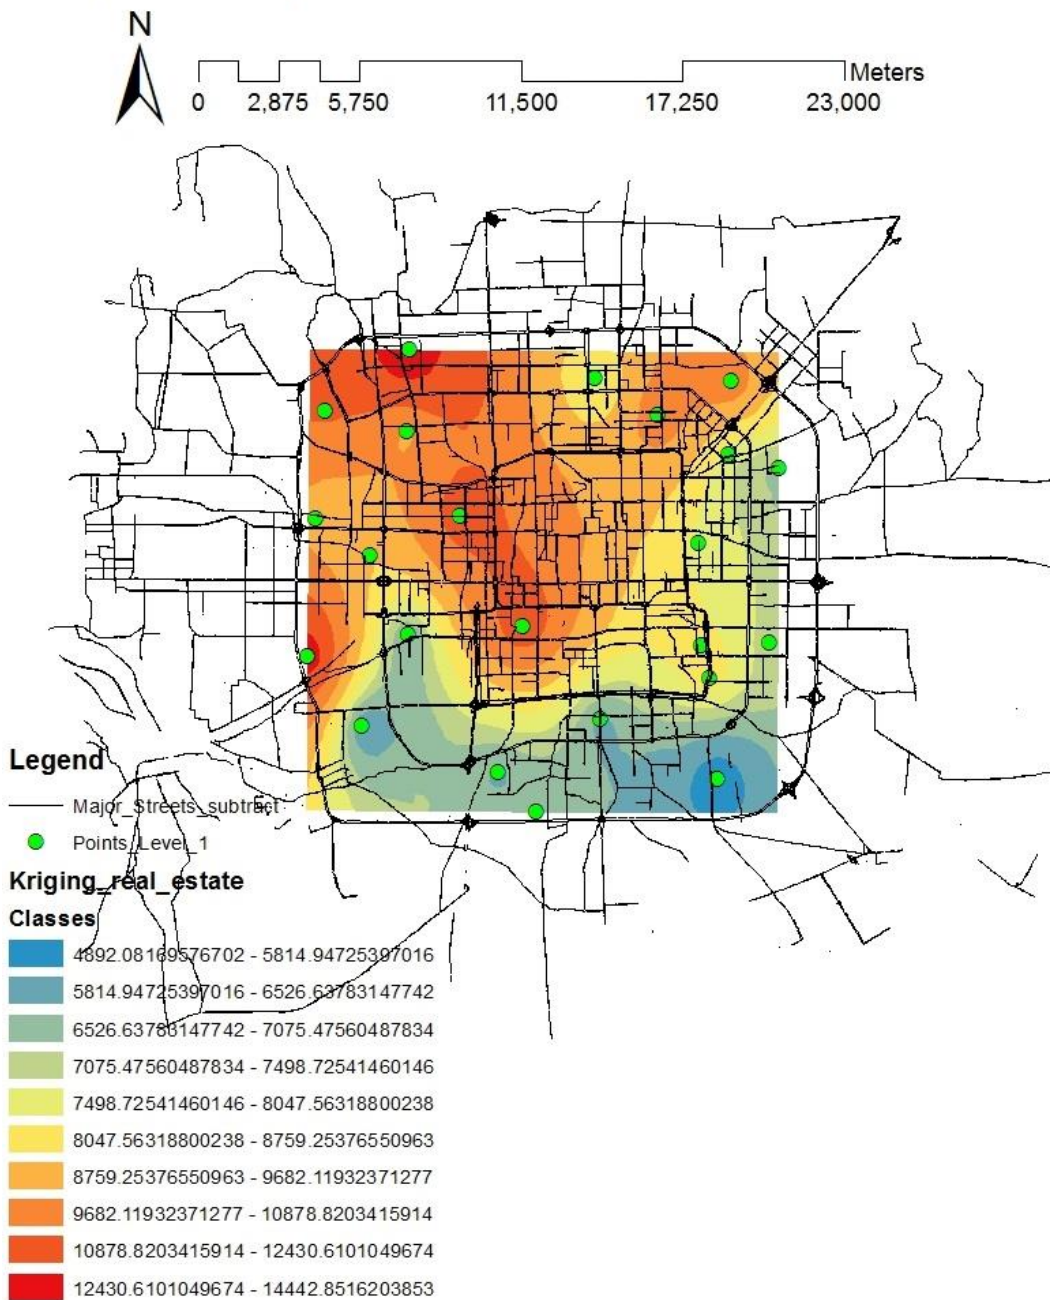 N
Meters
0 2,875 5,750 11,500 17,250 23,000
Legend
Major_Streets_subtract
Points_Level_1
Kriging_real_estate
Classes
4892.08169576702 - 5814.94725397016
5814.94725397016 - 6526.63783147742
6526.63783147742 - 7075.47560487834
7075.47560487834 - 7498.72541460146
7498.72541460146 - 8047.56318800238
8047.56318800238 - 8759.25376550963
8759.25376550963 - 9682.11932371277
9682.11932371277 - 10878.8203415914
10878.8203415914 - 12430.6101049674
12430.6101049674 - 14442.8516203853